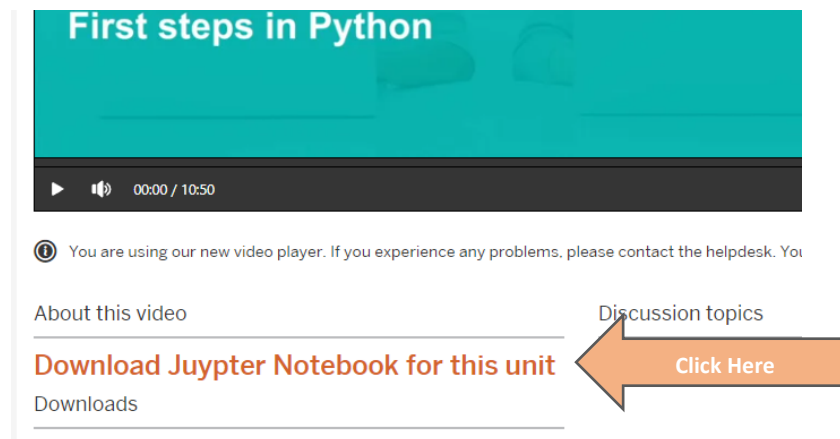 First steps in Python
00:00 / 10:50
You are using our new video player. If you experience any problems, please contact the helpdesk. You
About this video
Discussion topics
Download Juypter Notebook for this unit
Click Here
Downloads